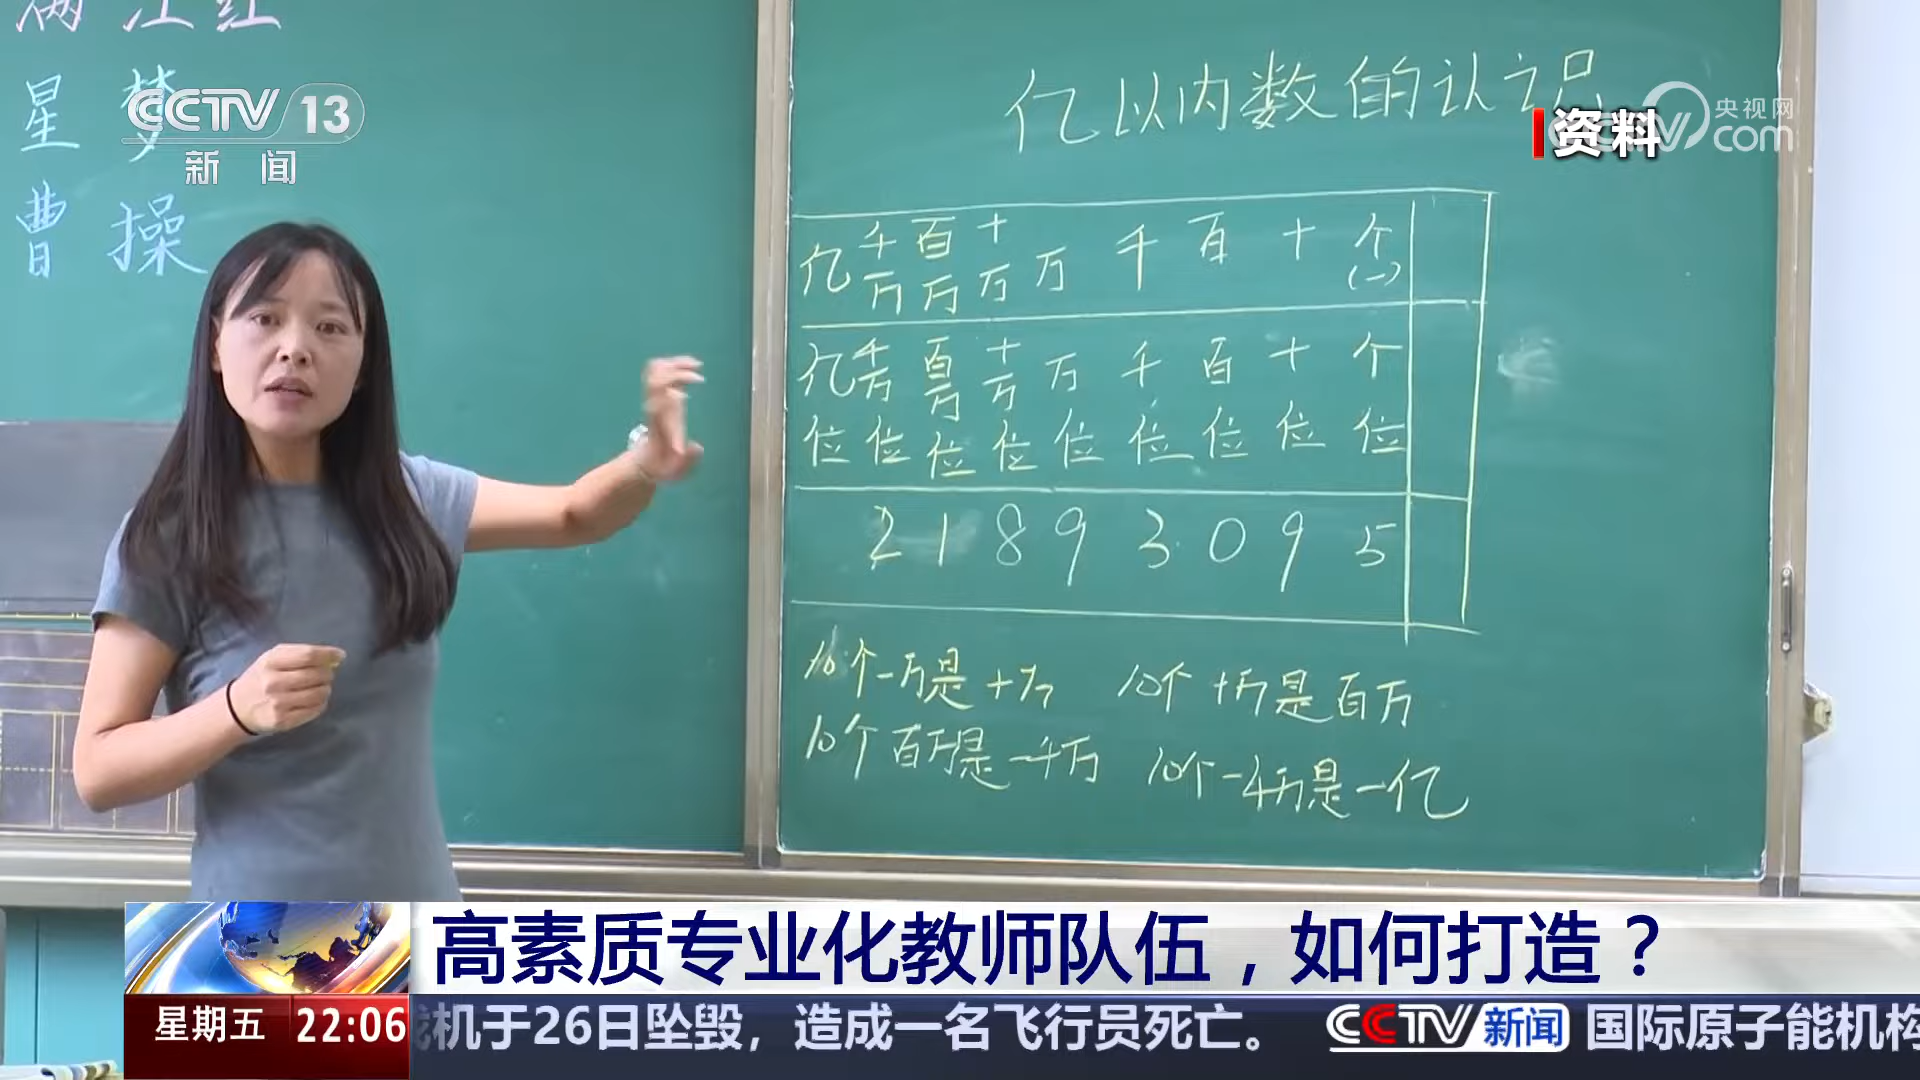 满江红
星 梦
曹 操
CCTV 13
新闻
亿以内数的认识
资料
央视网
CCTV.com
亿 千万 百万 十万 万 千 百 十 个(一)
亿位 千万位 百万位 十万位 万位 千位 百位 十位 个位
2 1 8 9 3 0 9 5
10个一万是十万 10个十万是百万
10个百万是一千万 10个一千万是一亿
高素质专业化教师队伍，如何打造？
星期五 22:06
机于26日坠毁，造成一名飞行员死亡。 CCTV新闻 国际原子能机构